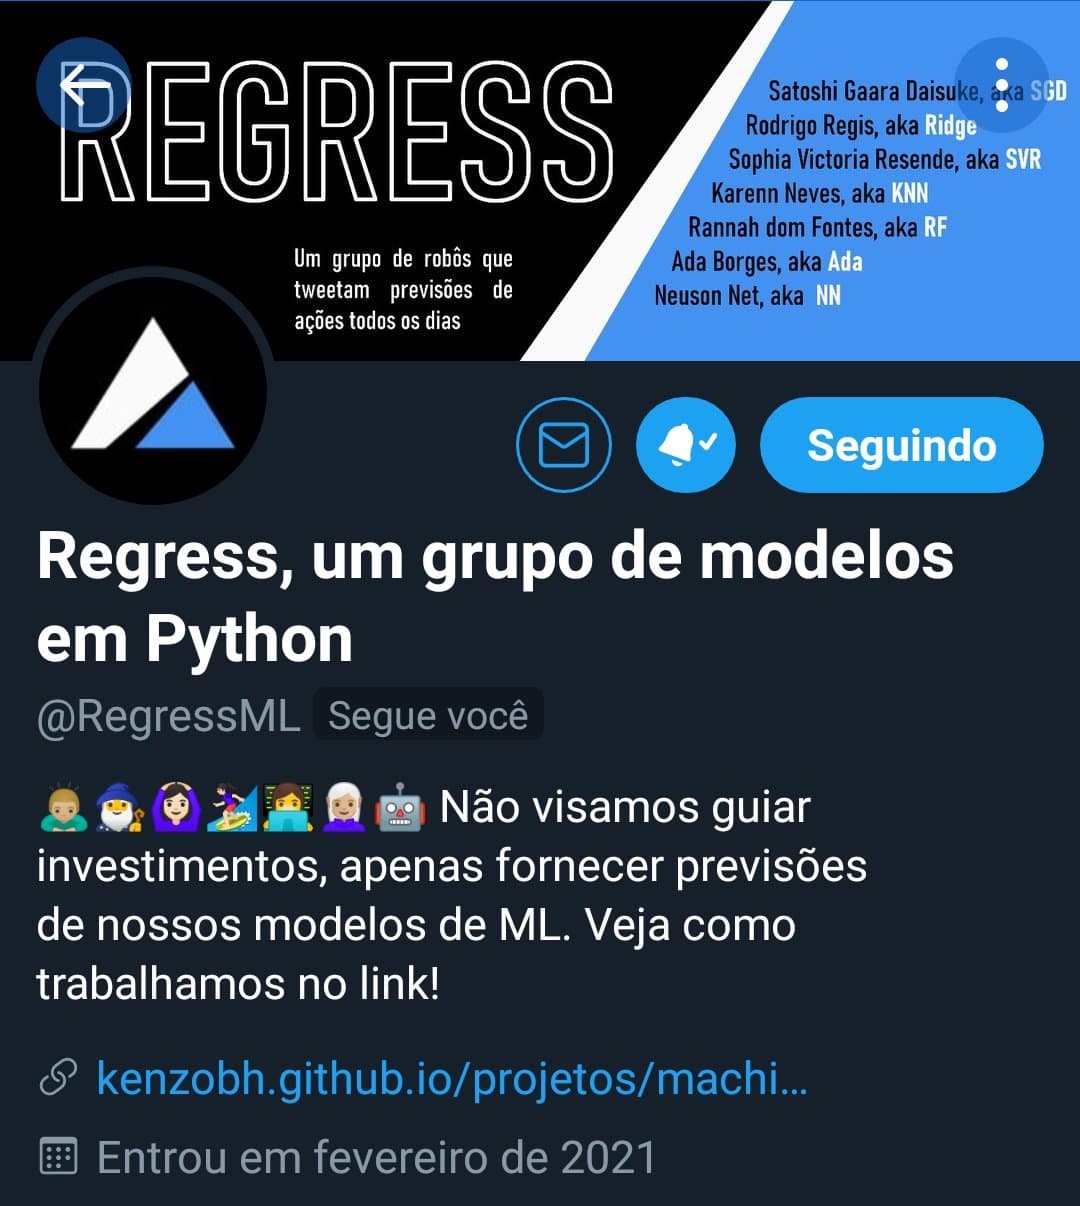 REGRESS
Um grupo de robôs que
tweetam previsões de
ações todos os dias
Satoshi Gaara Daisuke, aka SGD
Rodrigo Regis, aka Ridge
Sophia Victoria Resende, aka SVR
Karenn Neves, aka KNN
Rannah dom Fontes, aka RF
Ada Borges, aka Ada
Neuson Net, aka NN
Seguindo
Regress, um grupo de modelos
em Python
@RegressML Segue você
Não visamos guiar
investimentos, apenas fornecer previsões
de nossos modelos de ML. Veja como
trabalhamos no link!
kenzobh.github.io/projetos/machi...
Entrou em fevereiro de 2021